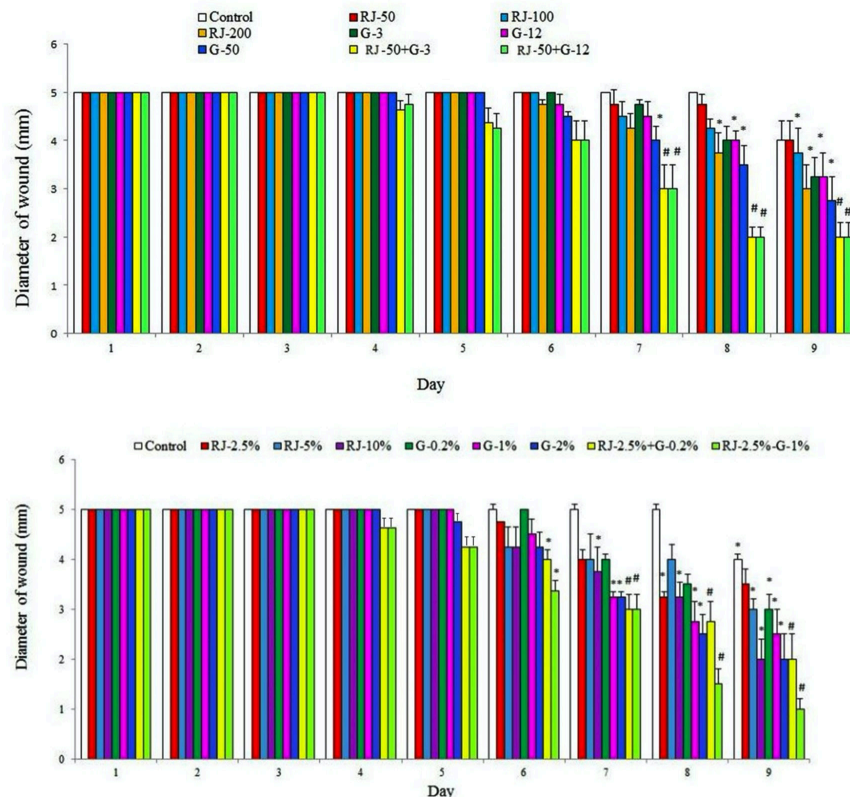 Control RJ-50 RJ-100
RJ-200 G-3 G-12
G-50 RJ-50+G-3 RJ-50+G-12
Diameter of wound (mm)
6
5
4
3
2
1
0
* # #
* * * * # #
* * * * * # #
1 2 3 4 5 6 7 8 9
Day
Control RJ-2.5% RJ-5% RJ-10% G-0.2% G-1% G-2% RJ-2.5%+G-0.2% RJ-2.5%-G-1%
Diameter of wound (mm)
6
5
4
3
2
1
0
* *
* ** # #
* * * * # #
* * * * * * # #
1 2 3 4 5 6 7 8 9
Day